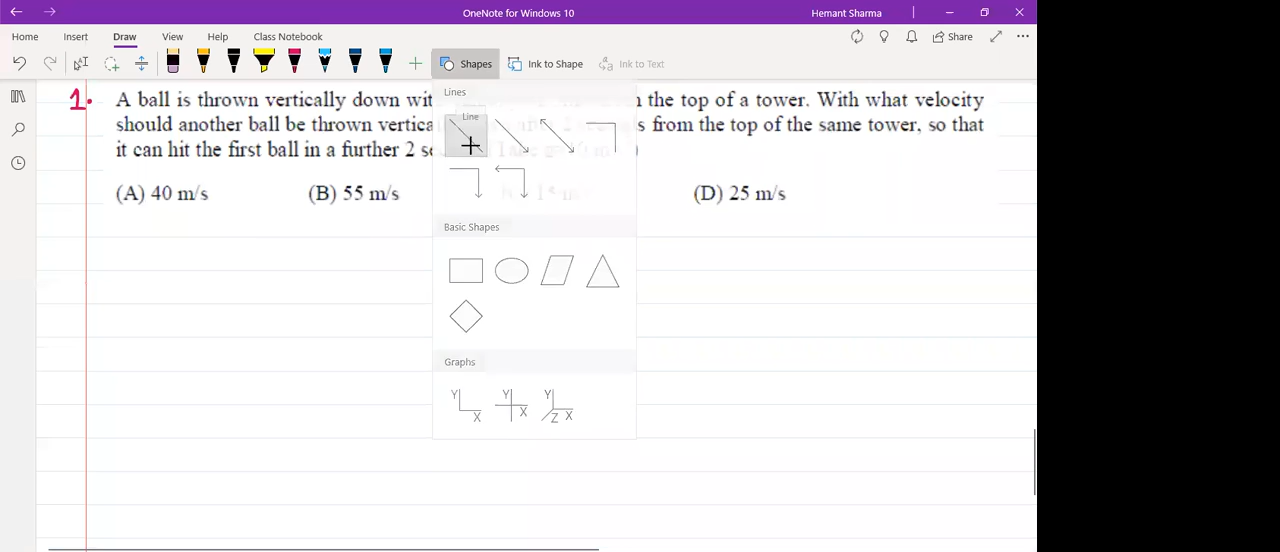 OneNote for Windows 10
Hemant Sharma
Home Insert Draw View Help Class Notebook
Share
Shapes Ink to Shape Ink to Text
Lines
Line
1. A ball is thrown vertically down wit the top of a tower. With what velocity
should another ball be thrown vertica s from the top of the same tower, so that
it can hit the first ball in a further 2 se
(A) 40 m/s (B) 55 m/s (D) 25 m/s
Basic Shapes
Graphs
Y X Y X Y Z X